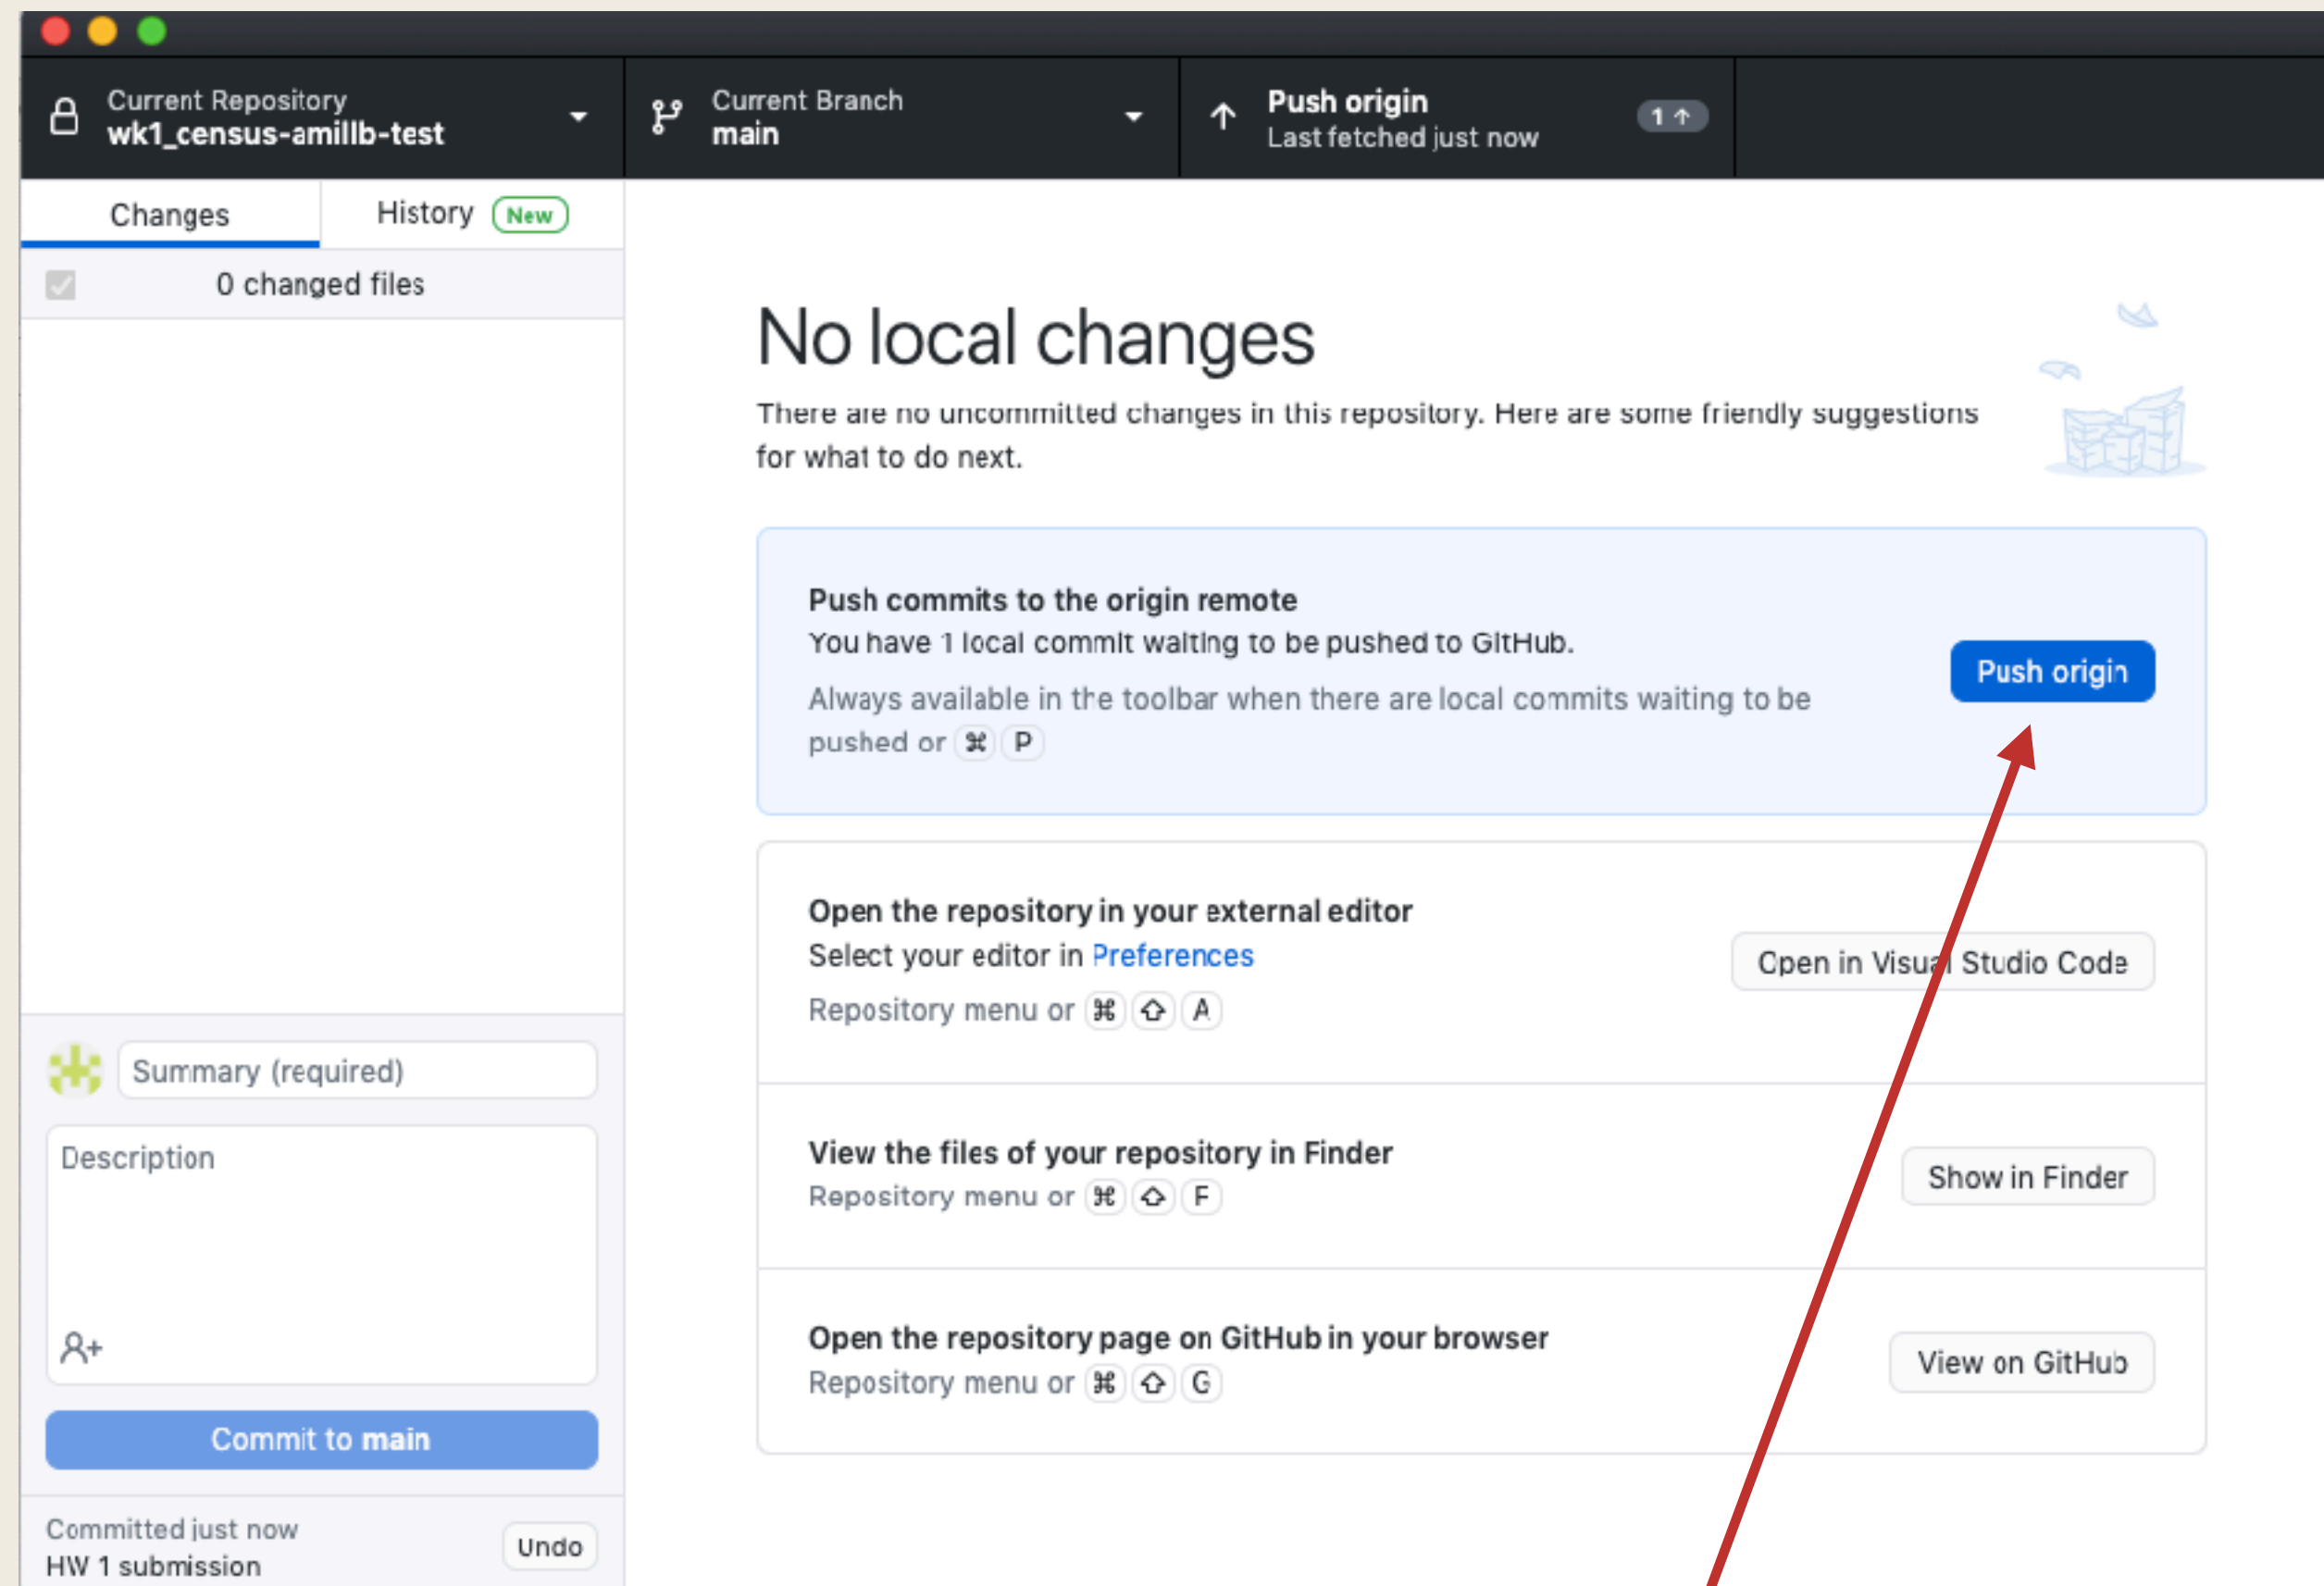 Current Repository
wk1_census-amillb-test
Current Branch
main
Push origin
Last fetched just now
1↑
Changes
History New
0 changed files
No local changes
There are no uncommitted changes in this repository. Here are some friendly suggestions
for what to do next.
Push commits to the origin remote
You have 1 local commit waiting to be pushed to GitHub.
Always available in the toolbar when there are local commits waiting to be
pushed or ⌘ P
Push origin
Open the repository in your external editor
Select your editor in Preferences
Repository menu or ⌘ ⇧ A
Open in Visual Studio Code
View the files of your repository in Finder
Repository menu or ⌘ ⇧ F
Show in Finder
Open the repository page on GitHub in your browser
Repository menu or ⌘ ⇧ G
View on GitHub
Summary (required)
Description
Commit to main
Committed just now
HW 1 submission
Undo